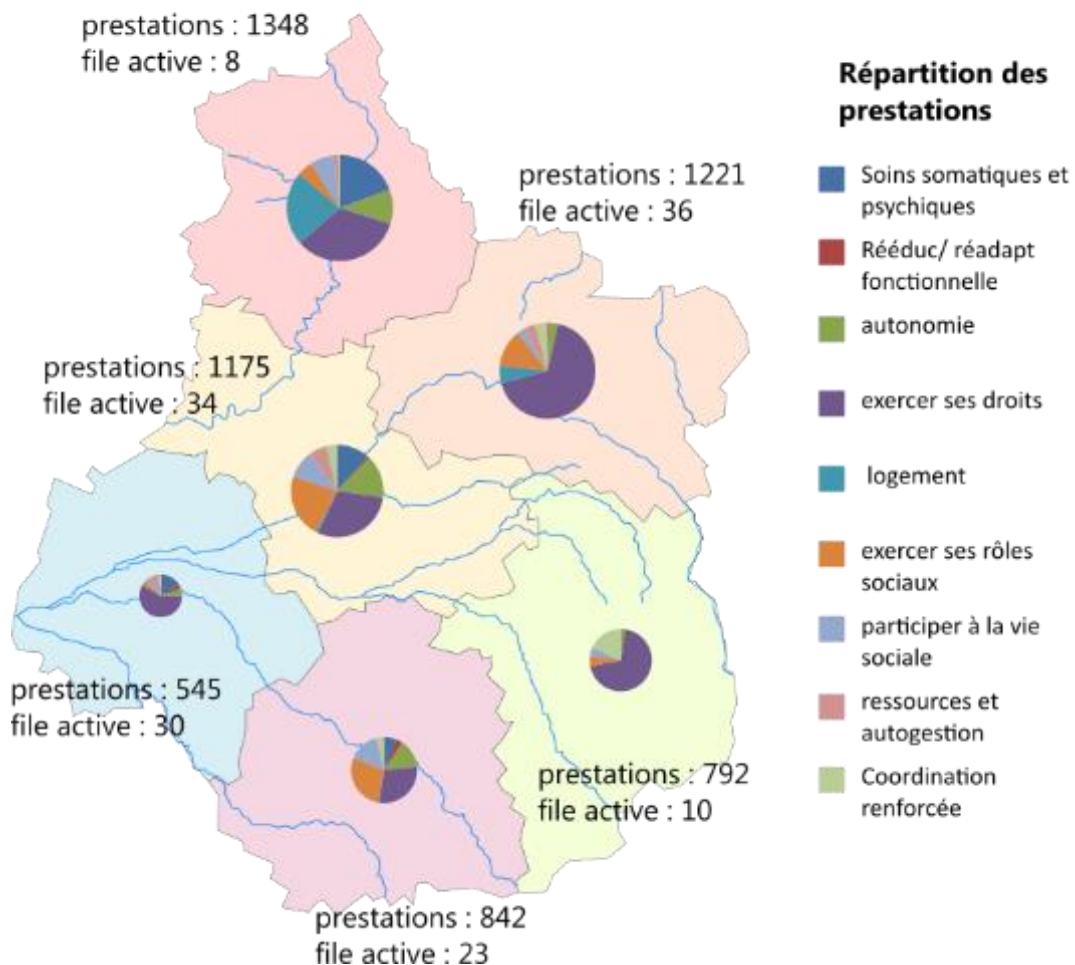 prestations : 1348
file active : 8
prestations : 1221
file active : 36
prestations : 1175
file active : 34
prestations : 545
file active : 30
prestations : 792
file active : 10
prestations : 842
file active : 23
Répartition des
prestations
Soins somatiques et
psychiques
Rééduc/ réadapt
fonctionnelle
autonomie
exercer ses droits
logement
exercer ses rôles
sociaux
participer à la vie
sociale
ressources et
autogestion
Coordination
renforcée